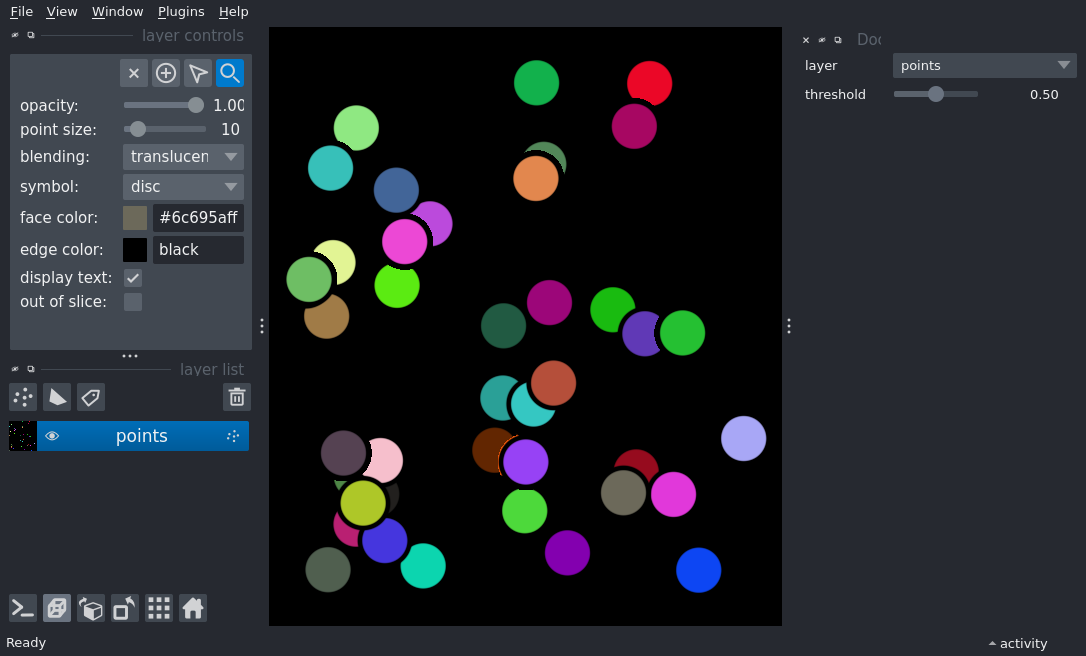 File View Window Plugins Help
layer controls
opacity: 1.00
point size: 10
blending: translucen
symbol: disc
face color: #6c695aff
edge color: black
display text:
out of slice:
layer list
points
Ready
Doc
layer points
threshold 0.50
activity